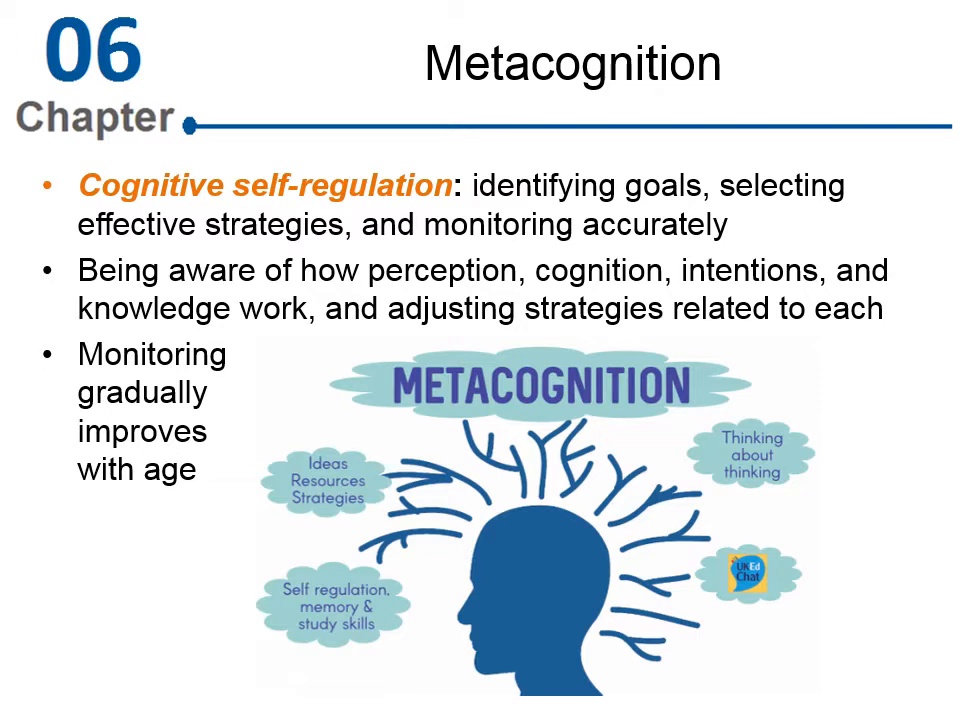 06
Chapter
Metacognition
• Cognitive self-regulation: identifying goals, selecting
effective strategies, and monitoring accurately
• Being aware of how perception, cognition, intentions, and
knowledge work, and adjusting strategies related to each
• Monitoring
gradually
improves
with age
METACOGNITION
Ideas
Resources
Strategies
Thinking
about
thinking
Self regulation,
memory &
study skills
UKEd
Chat